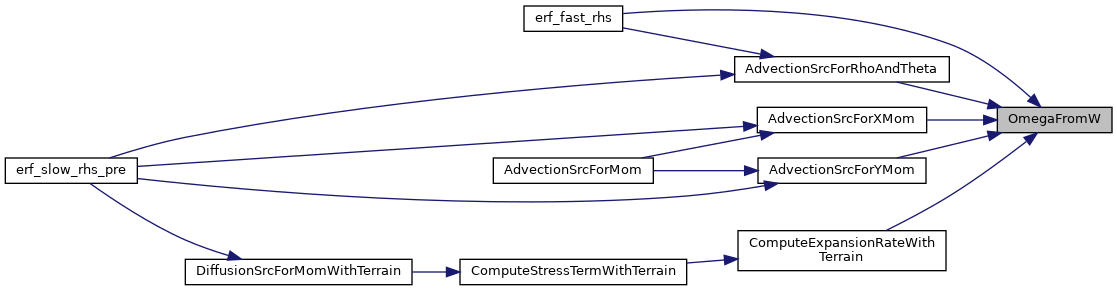 erf_fast_rhs
AdvectionSrcForRhoAndTheta
OmegaFromW
AdvectionSrcForXMom
erf_slow_rhs_pre
AdvectionSrcForMom
AdvectionSrcForYMom
ComputeExpansionRateWith
Terrain
DiffusionSrcForMomWithTerrain
ComputeStressTermWithTerrain